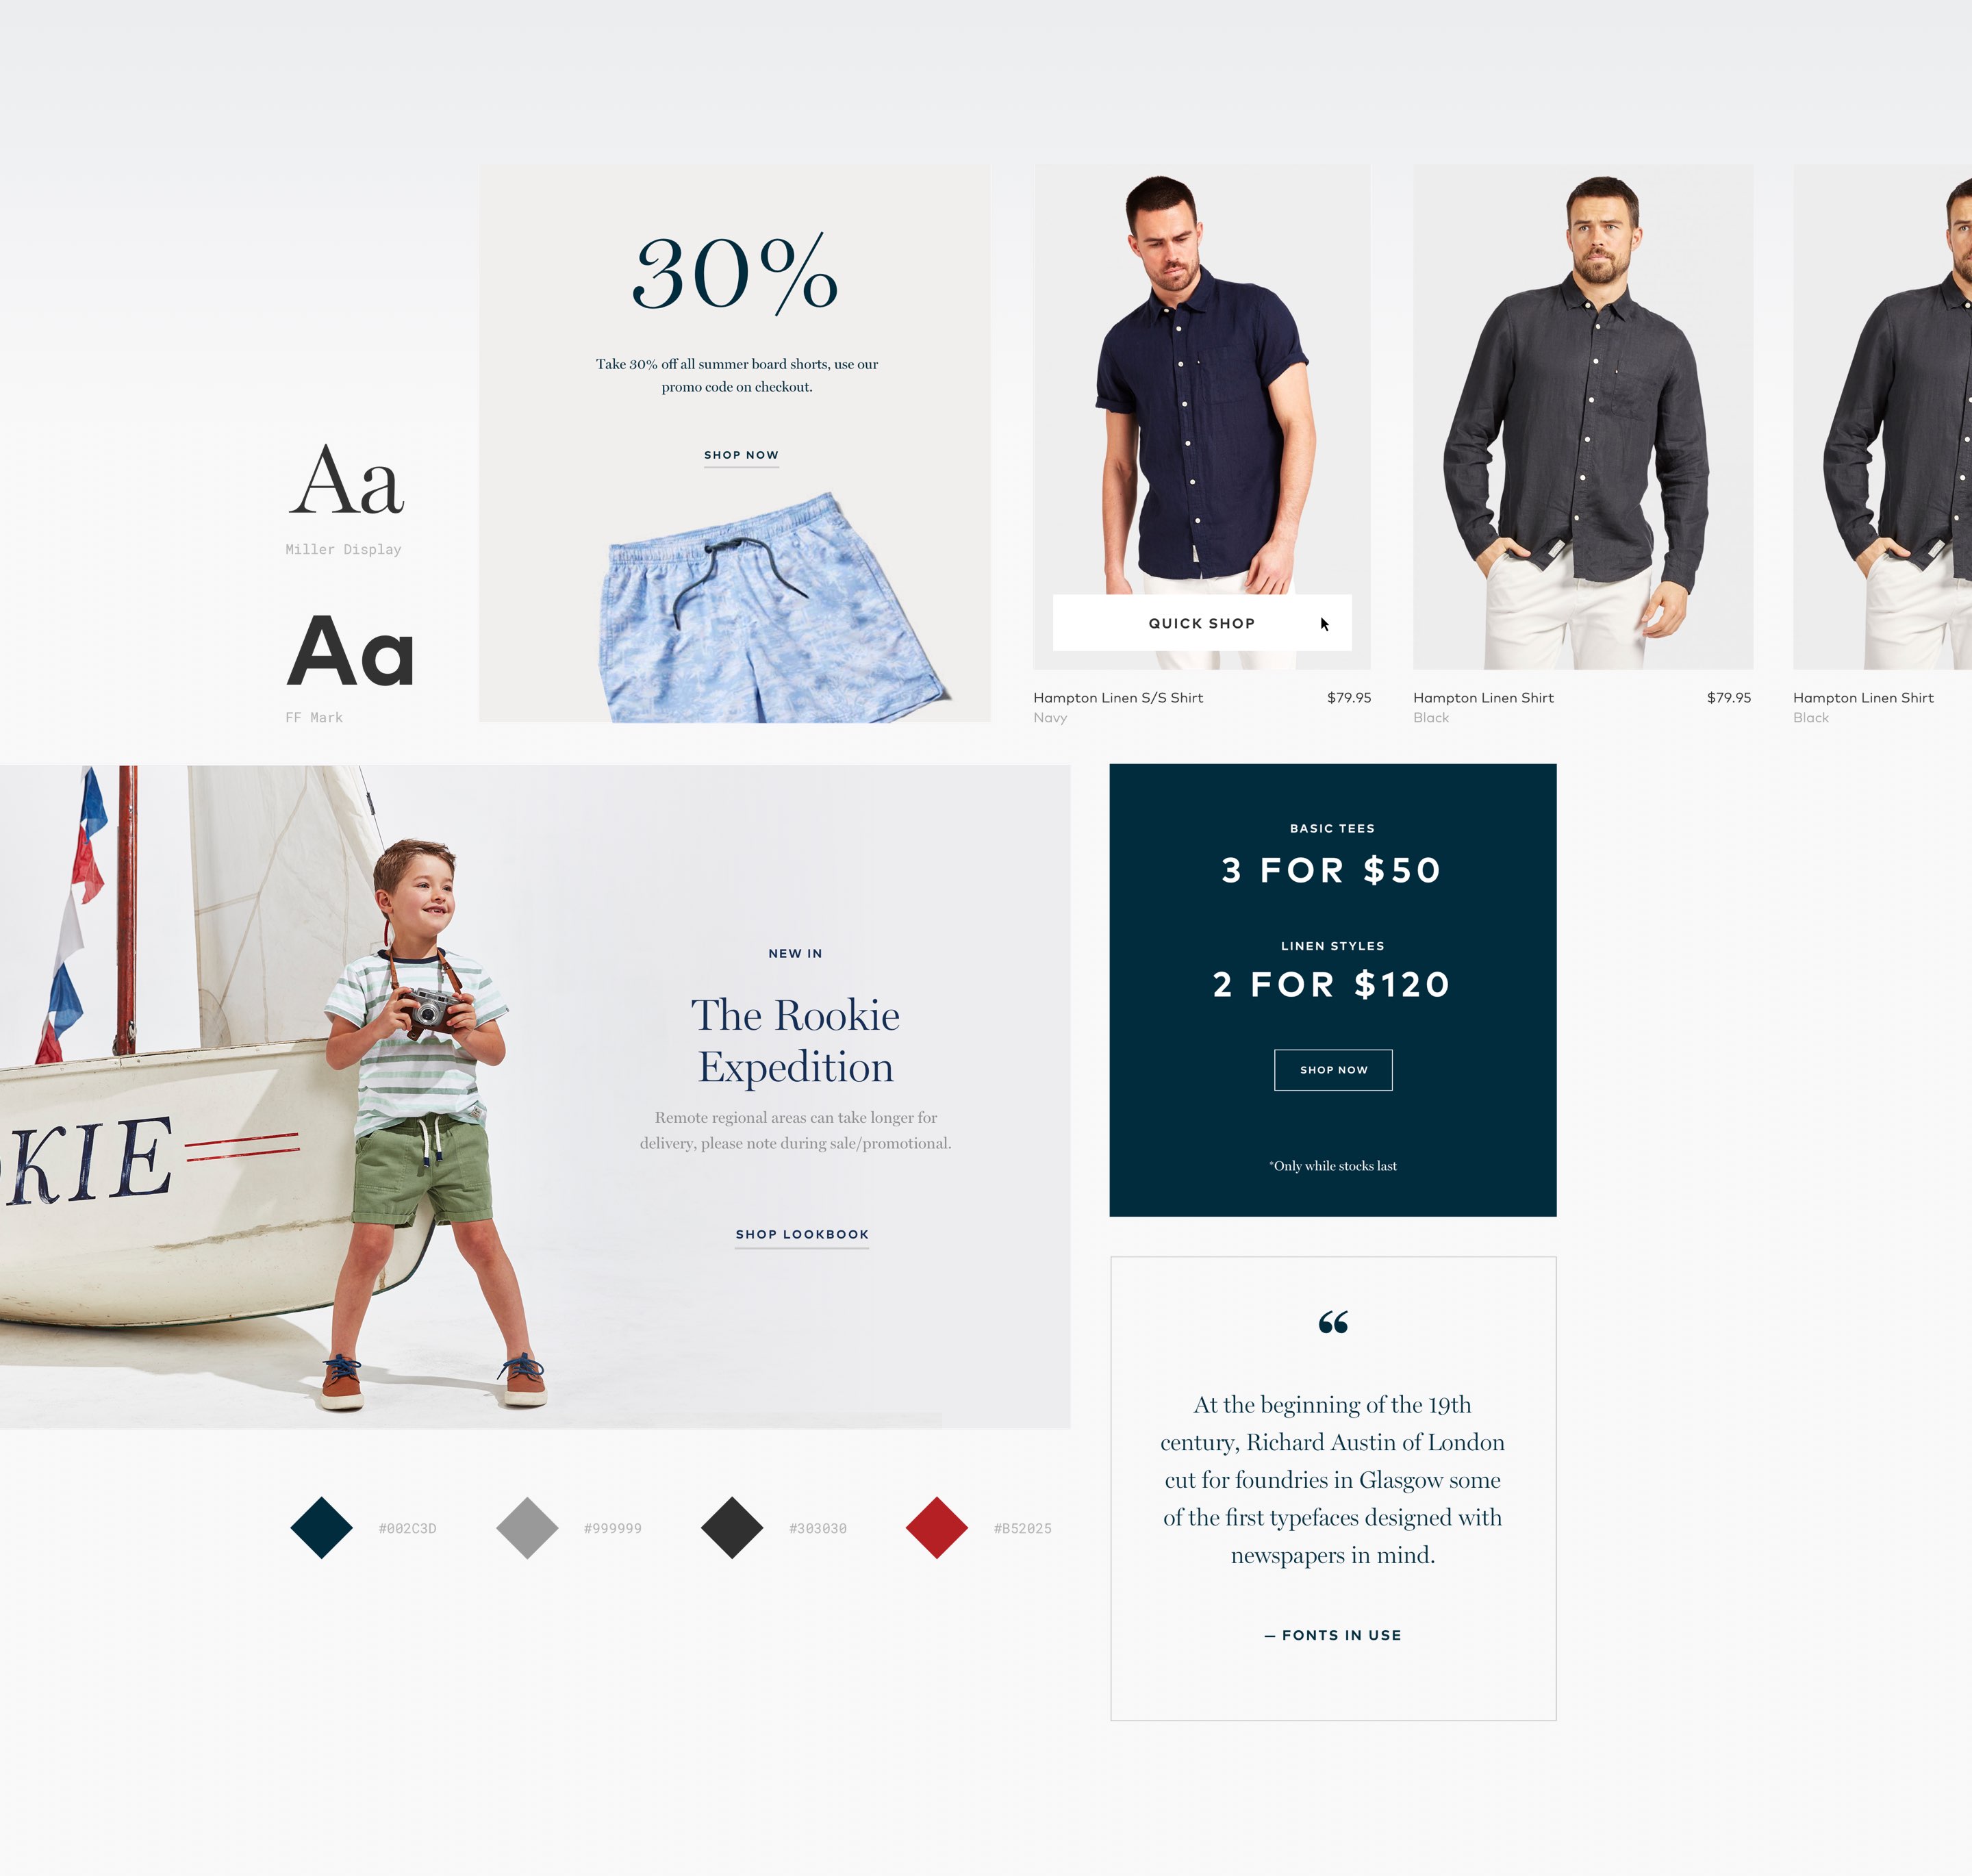 Aa
Miller Display
Aa
FF Mark
30%
Take 30% off all summer board shorts, use our
promo code on checkout.
SHOP NOW
QUICK SHOP
Hampton Linen S/S Shirt
$79.95
Navy
Hampton Linen Shirt
$79.95
Black
Hampton Linen Shirt
Black
KIE
NEW IN
The Rookie
Expedition
Remote regional areas can take longer for
delivery, please note during sale/promotional.
SHOP LOOKBOOK
BASIC TEES
3 FOR $50
LINEN STYLES
2 FOR $120
SHOP NOW
*Only while stocks last
#002C3D
#999999
#303030
#B52025
“
At the beginning of the 19th
century, Richard Austin of London
cut for foundries in Glasgow some
of the first typefaces designed with
newspapers in mind.
— FONTS IN USE